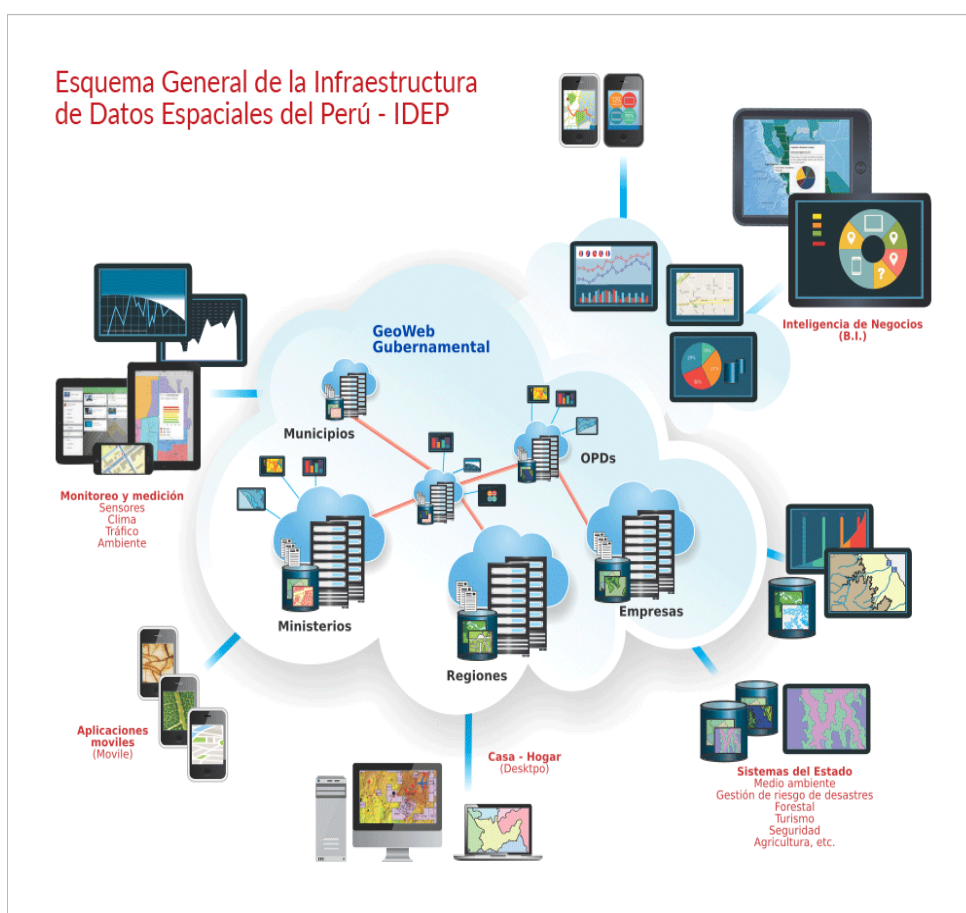 Esquema General de la Infraestructura
de Datos Espaciales del Perú - IDEP
GeoWeb
Gubernamental
Inteligencia de Negocios
(B.I.)
Municipios
OPDs
Monitoreo y medición
Sensores
Clima
Tráfico
Ambiente
Ministerios
Empresas
Regiones
Aplicaciones
moviles
(Movile)
Casa - Hogar
(Desktpo)
Sistemas del Estado
Medio ambiente
Gestión de riesgo de desastres
Forestal
Turismo
Seguridad
Agricultura, etc.